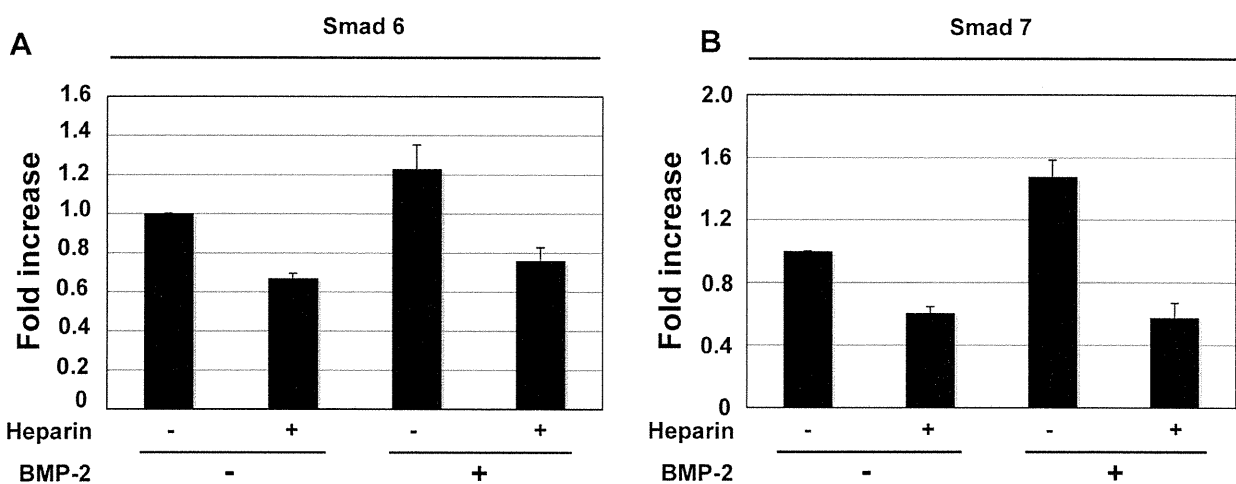 A
Smad 6
Fold increase
1.6
1.4
1.2
1.0
0.8
0.6
0.4
0.2
0
Heparin - + - +
BMP-2 - +
B
Smad 7
Fold increase
2.0
1.6
1.2
0.8
0.4
0
Heparin - + - +
BMP-2 - +